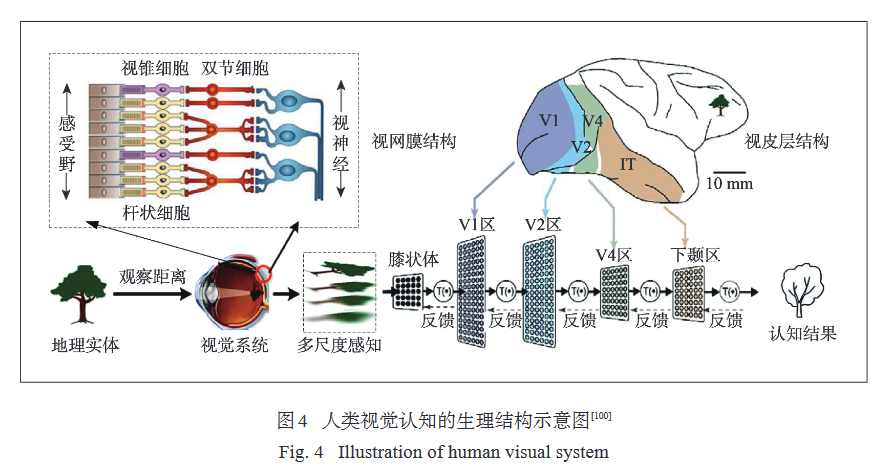 视锥细胞 双节细胞
感受野
视神经
杆状细胞
视网膜结构
V1
V2
V4
IT
视皮层结构
10 mm
V1区
V2区
V4区
下颞区
膝状体
观察距离
T(•) T(•) T(•) T(•) T(•)
反馈 反馈 反馈 反馈 反馈
地理实体
视觉系统
多尺度感知
认知结果
图4 人类视觉认知的生理结构示意图[100]
Fig. 4 Illustration of human visual system